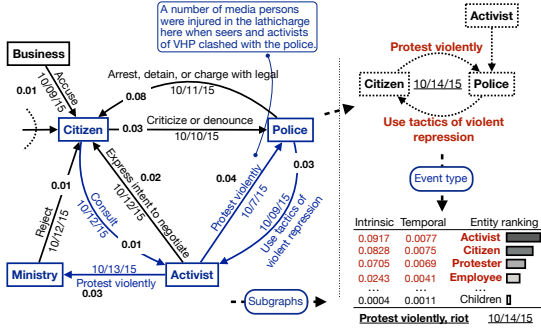 A number of media persons
were injured in the lathicharge
here when seers and activists
of VHP clashed with the police.
Business
Accuse
10/09/15
0.01
Arrest, detain, or charge with legal
10/11/15
0.08
Citizen
0.03
Criticize or denounce
10/10/15
Police
Express intent to negotiate
10/12/15
0.02
0.04
Protest violently
10/7/15
0.03
10/09/15
Use tactics of
violent repression
Reject
10/12/15
0.01
Consult
10/12/15
0.01
Ministry
10/13/15
Protest violently
0.03
Activist
Subgraphs
Activist
Protest violently
Citizen
10/14/15
Police
Use tactics of violent
repression
Event type
Intrinsic Temporal Entity ranking
0.0917 0.0077 Activist
0.0828 0.0075 Citizen
0.0705 0.0069 Protester
0.0243 0.0041 Employee
... ... ...
0.0004 0.0011 Children
Protest violently, riot 10/14/15